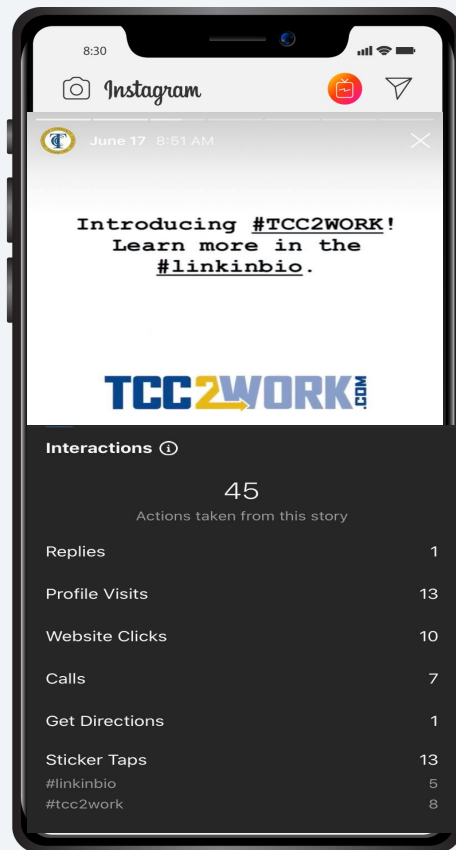 8:30
Instagram
June 17 8:51 AM
Introducing #TCC2WORK!
Learn more in the
#linkinbio.
TCC2WORK.COM
Interactions
45
Actions taken from this story
Replies 1
Profile Visits 13
Website Clicks 10
Calls 7
Get Directions 1
Sticker Taps 13
#linkinbio 5
#tcc2work 8